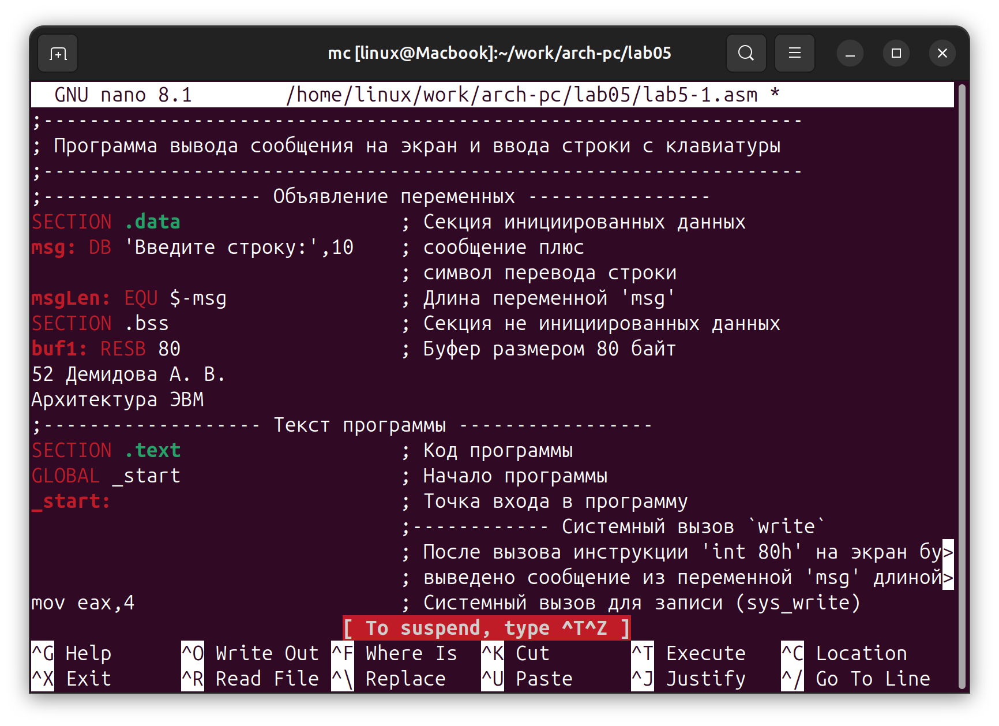 mc [linux@Macbook]:~/work/arch-pc/lab05
GNU nano 8.1 /home/linux/work/arch-pc/lab05/lab5-1.asm *
;------------------------------------------------------------------
; Программа вывода сообщения на экран и ввода строки с клавиатуры
;------------------------------------------------------------------
;------------------- Объявление переменных ----------------
SECTION .data ; Секция инициированных данных
msg: DB 'Введите строку:',10 ; сообщение плюс
; символ перевода строки
msgLen: EQU $-msg ; Длина переменной 'msg'
SECTION .bss ; Секция не инициированных данных
buf1: RESB 80 ; Буфер размером 80 байт
52 Демидова А. В.
Архитектура ЭВМ
;------------------- Текст программы -----------------
SECTION .text ; Код программы
GLOBAL _start ; Начало программы
_start: ; Точка входа в программу
;------------ Системный вызов `write`
; После вызова инструкции 'int 80h' на экран бу>
; выведено сообщение из переменной 'msg' длиной>
mov eax,4 ; Системный вызов для записи (sys_write)
[ To suspend, type ^T^Z ]
^G Help ^O Write Out ^F Where Is ^K Cut ^T Execute ^C Location
^X Exit ^R Read File ^\ Replace ^U Paste ^J Justify ^/ Go To Line